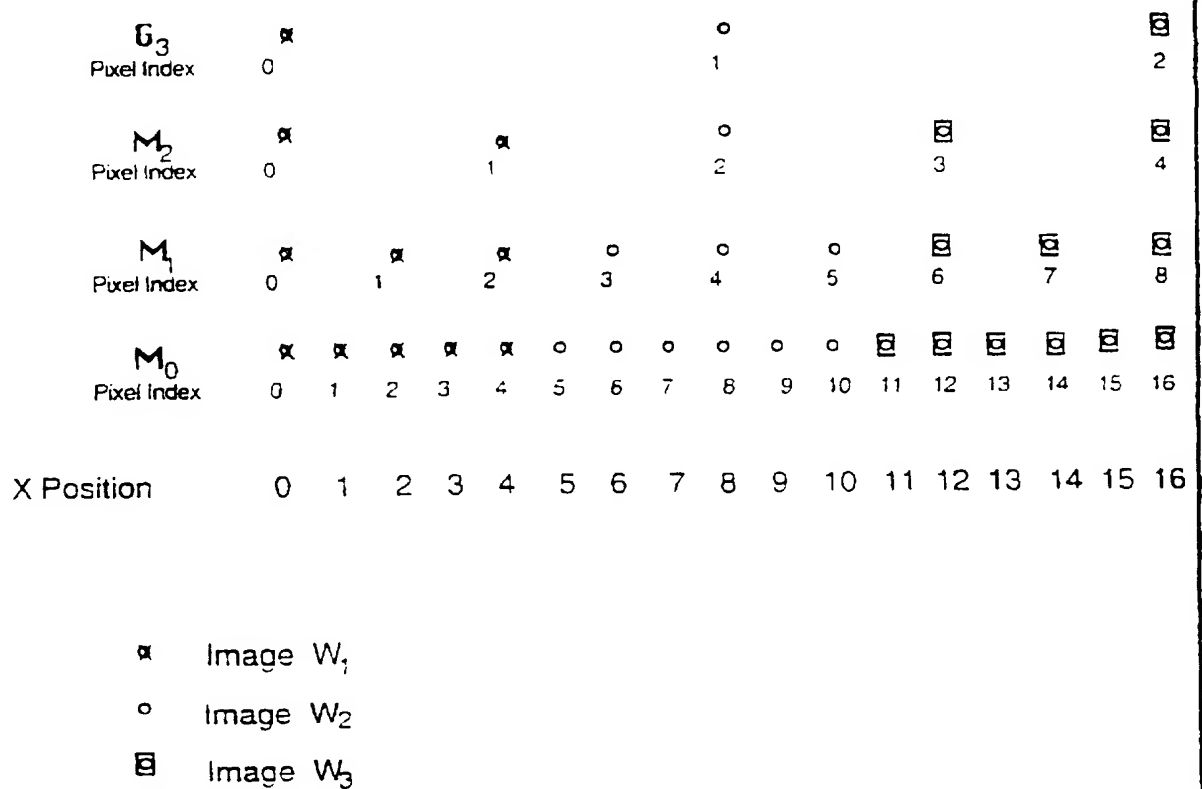 G3
Pixel Index 0 1 2
M2
Pixel Index 0 1 2 3 4
M1
Pixel Index 0 1 2 3 4 5 6 7 8
M0
Pixel Index 0 1 2 3 4 5 6 7 8 9 10 11 12 13 14 15 16
X Position 0 1 2 3 4 5 6 7 8 9 10 11 12 13 14 15 16
Image W1
Image W2
Image W3